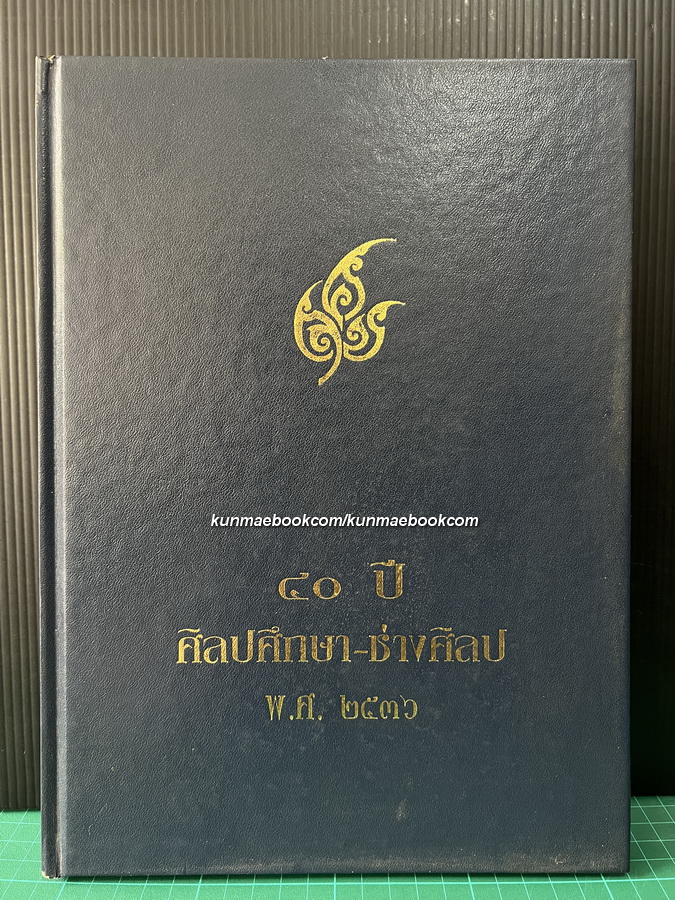 kunmaebookcom/kunmaebookcom
๔๐ ปี
ศิลปศึกษา-ช่างศิลป
พ.ศ. ๒๕๓๖